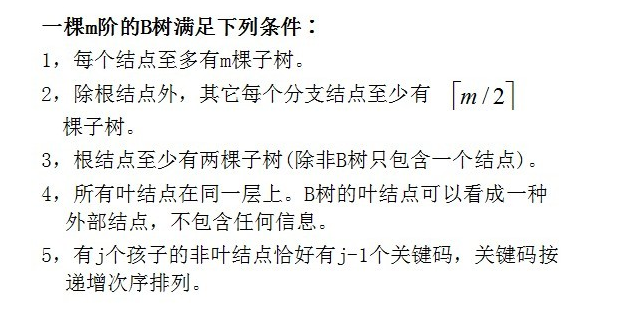 一棵m阶的B树满足下列条件：
1，每个结点至多有m棵子树。
2，除根结点外，其它每个分支结点至少有 ⌈m/2⌉
棵子树。
3，根结点至少有两棵子树(除非B树只包含一个结点)。
4，所有叶结点在同一层上。B树的叶结点可以看成一种
外部结点，不包含任何信息。
5，有j个孩子的非叶结点恰好有j-1个关键码，关键码按
递增次序排列。